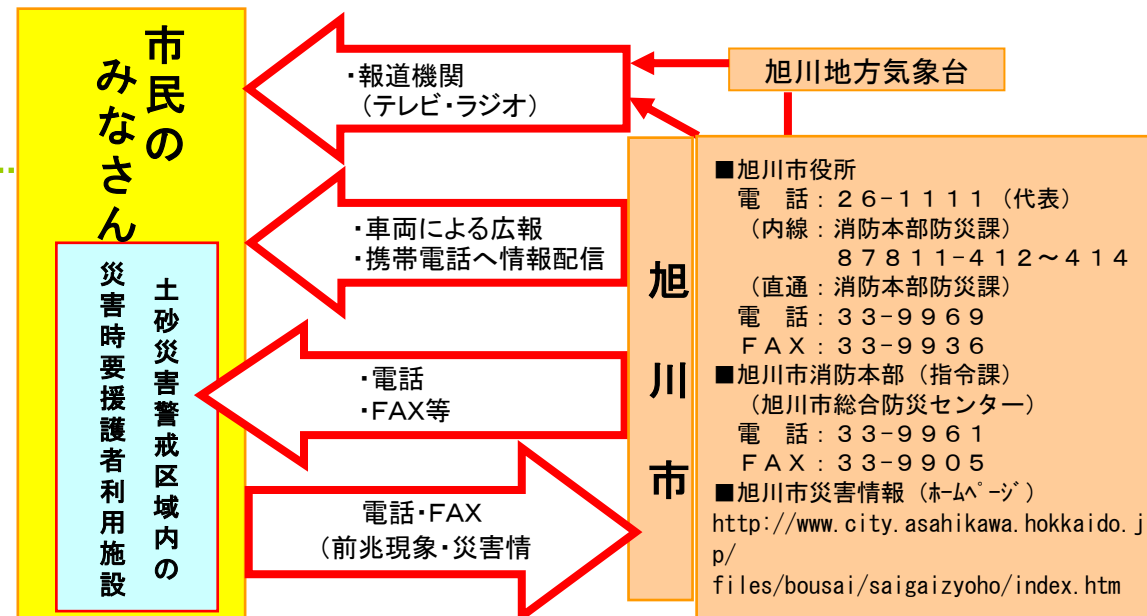 市民の
みなさん
土砂災害警戒区域内の
災害時要援護者利用施設
・報道機関
（テレビ・ラジオ）
・車両による広報
・携帯電話へ情報配信
・電話
・FAX等
電話・FAX
（前兆現象・災害情
旭川地方気象台
旭川市
■旭川市役所
電　話：２６-１１１１（代表）
（内線：消防本部防災課）
８７８１１-４１２～４１４
（直通：消防本部防災課）
電　話：３３-９９６９
ＦＡＸ：３３-９９３６
■旭川市消防本部（指令課）
（旭川市総合防災センター）
電　話：３３-９９６１
ＦＡＸ：３３-９９０５
■旭川市災害情報（ﾎｰﾑﾍﾟｰｼﾞ）
http://www.city.asahikawa.hokkaido.j
p/
files/bousai/saigaizyoho/index.htm